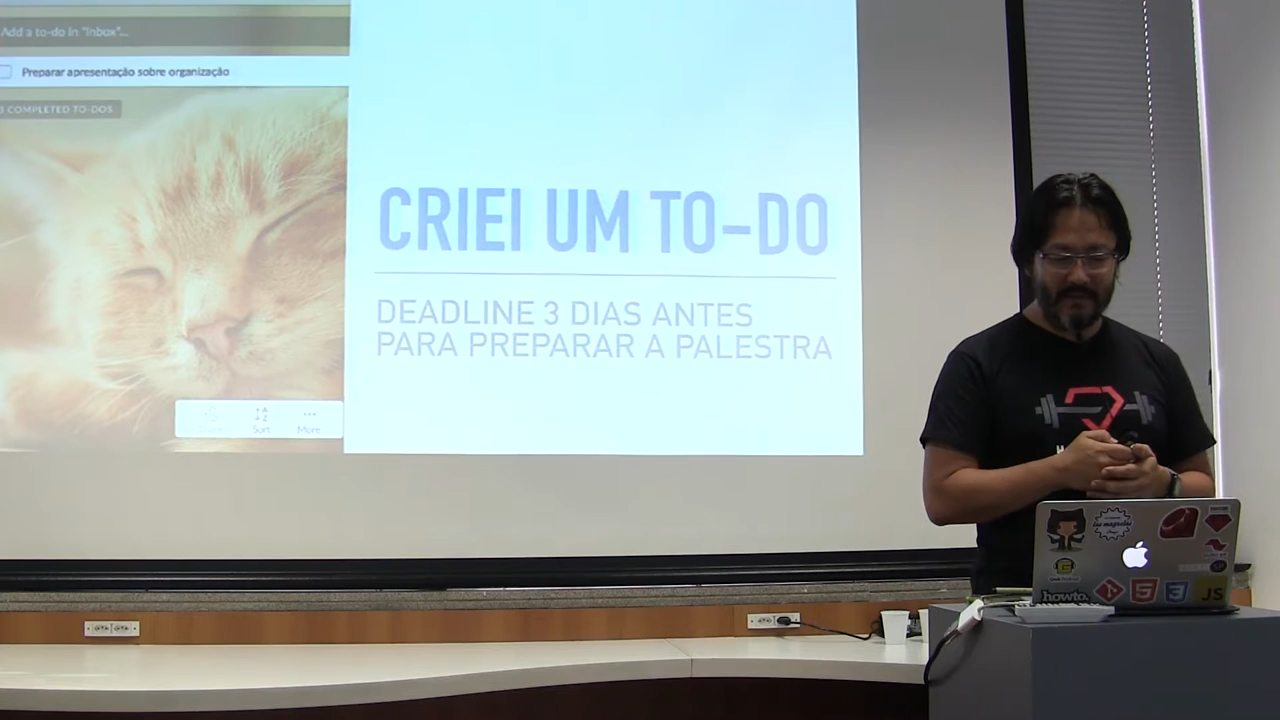 Add a to-do in "Inbox"...
Preparar apresentação sobre organização
3 COMPLETED TO-DOS
Sort
More
CRIEI UM TO-DO
DEADLINE 3 DIAS ANTES
PARA PREPARAR A PALESTRA
howto.
JS